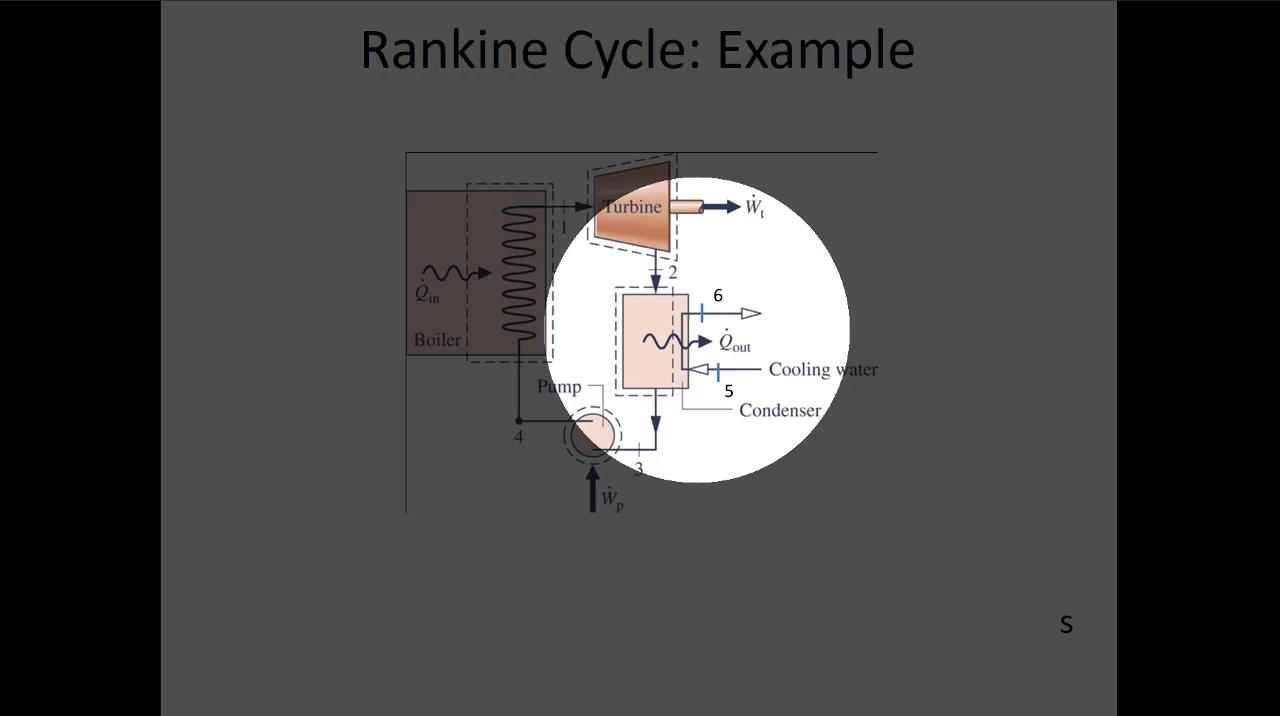 Rankine Cycle: Example
Turbine
Ẇt
1
2
6
Q̇in
Q̇out
Boiler
Cooling water
5
Pump
Condenser
4
3
Ẇp
s